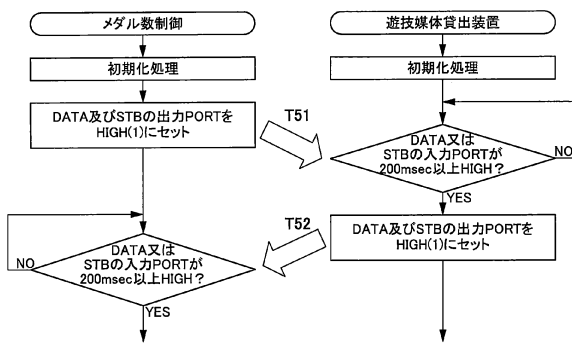 メダル数制御
初期化処理
DATA及びSTBの出力PORTを
HIGH(1)にセット
T51
DATA又は
STBの入力PORTが
200msec以上HIGH?
NO
YES
遊技媒体貸出装置
初期化処理
DATA又は
STBの入力PORTが
200msec以上HIGH?
NO
YES
T52
DATA及びSTBの出力PORTを
HIGH(1)にセット